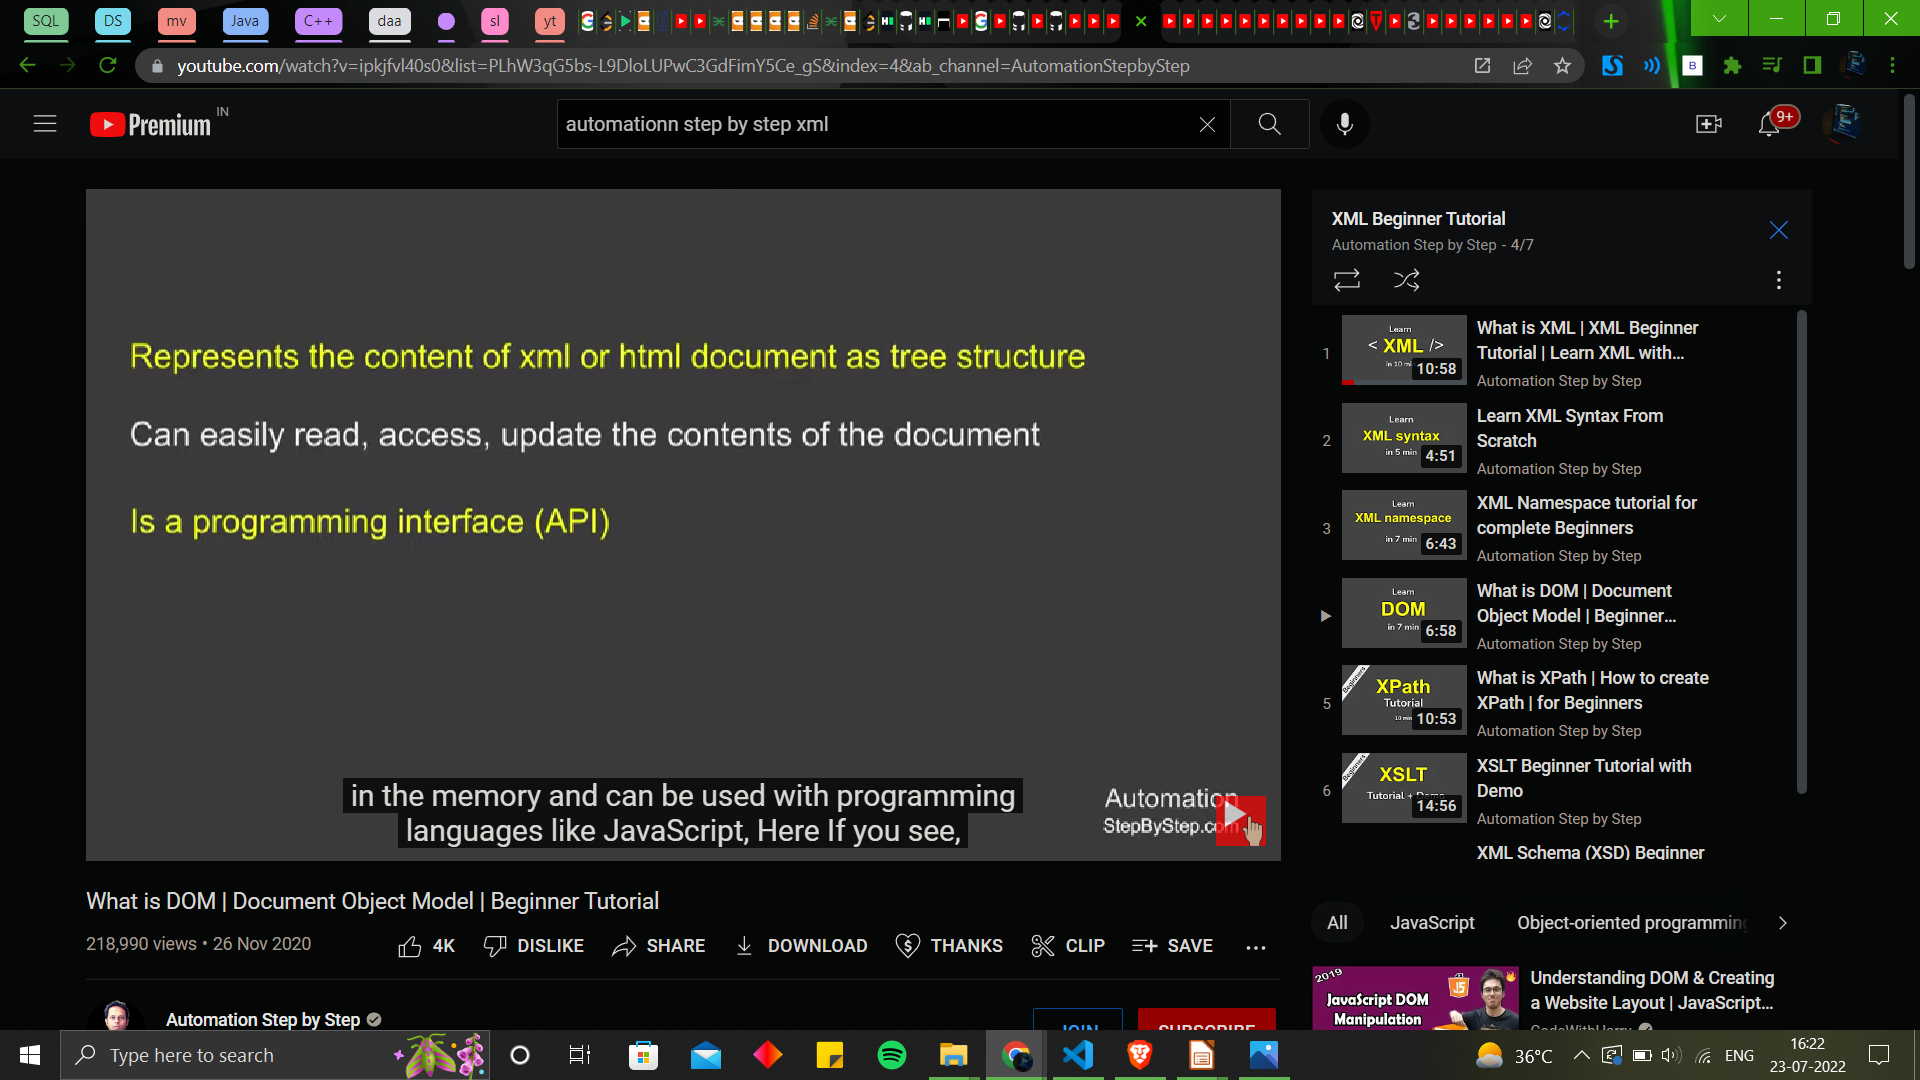 SQL DS mv Java C++ daa sl yt
youtube.com/watch?v=ipkjfvl40s0&list=PLhW3qG5bs-L9DloLUPwC3GdFimY5Ce_gS&index=4&ab_channel=AutomationStepbyStep
Premium IN
automationn step by step xml
9+
Represents the content of xml or html document as tree structure
Can easily read, access, update the contents of the document
Is a programming interface (API)
in the memory and can be used with programming
languages like JavaScript, Here If you see,
Automation
StepByStep.com
What is DOM | Document Object Model | Beginner Tutorial
218,990 views • 26 Nov 2020
4K DISLIKE SHARE DOWNLOAD THANKS CLIP SAVE
Automation Step by Step
JOIN SUBSCRIBE
XML Beginner Tutorial
Automation Step by Step - 4/7
1
Learn
< XML />
in 10 min
10:58
What is XML | XML Beginner
Tutorial | Learn XML with...
Automation Step by Step
2
Learn
XML syntax
in 5 min
4:51
Learn XML Syntax From
Scratch
Automation Step by Step
3
Learn
XML namespace
in 7 min
6:43
XML Namespace tutorial for
complete Beginners
Automation Step by Step
Learn
DOM
in 7 min
6:58
What is DOM | Document
Object Model | Beginner...
Automation Step by Step
5
Beginners
XPath
Tutorial
10 min
10:53
What is XPath | How to create
XPath | for Beginners
Automation Step by Step
6
Beginners
XSLT
Tutorial +
14:56
XSLT Beginner Tutorial with
Demo
Automation Step by Step
XML Schema (XSD) Beginner
All JavaScript Object-oriented programming
2019
JavaScript DOM
Manipulation
JS
Understanding DOM & Creating
a Website Layout | JavaScript...
CodeWithHarry
Type here to search
36°C ENG
16:22
23-07-2022